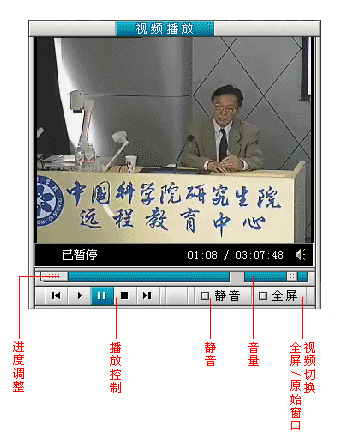 视频播放
中国科学院研究生院
远程教育中心
已暂停
01:08 / 03:07:48
静音
全屏
进度调整
播放控制
静音
音量
全屏/原始窗口
视频切换